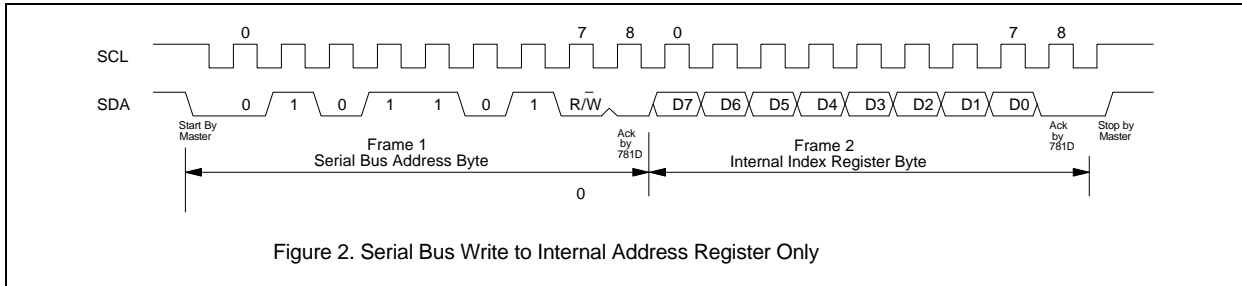 0 7 8 0 7 8
SCL
SDA 0 1 0 1 1 0 1 R/W̅ D7 D6 D5 D4 D3 D2 D1 D0
Start By
Master
Ack
by
781D
Ack
by
781D
Stop by
Master
Frame 1
Serial Bus Address Byte
Frame 2
Internal Index Register Byte
0
Figure 2. Serial Bus Write to Internal Address Register Only